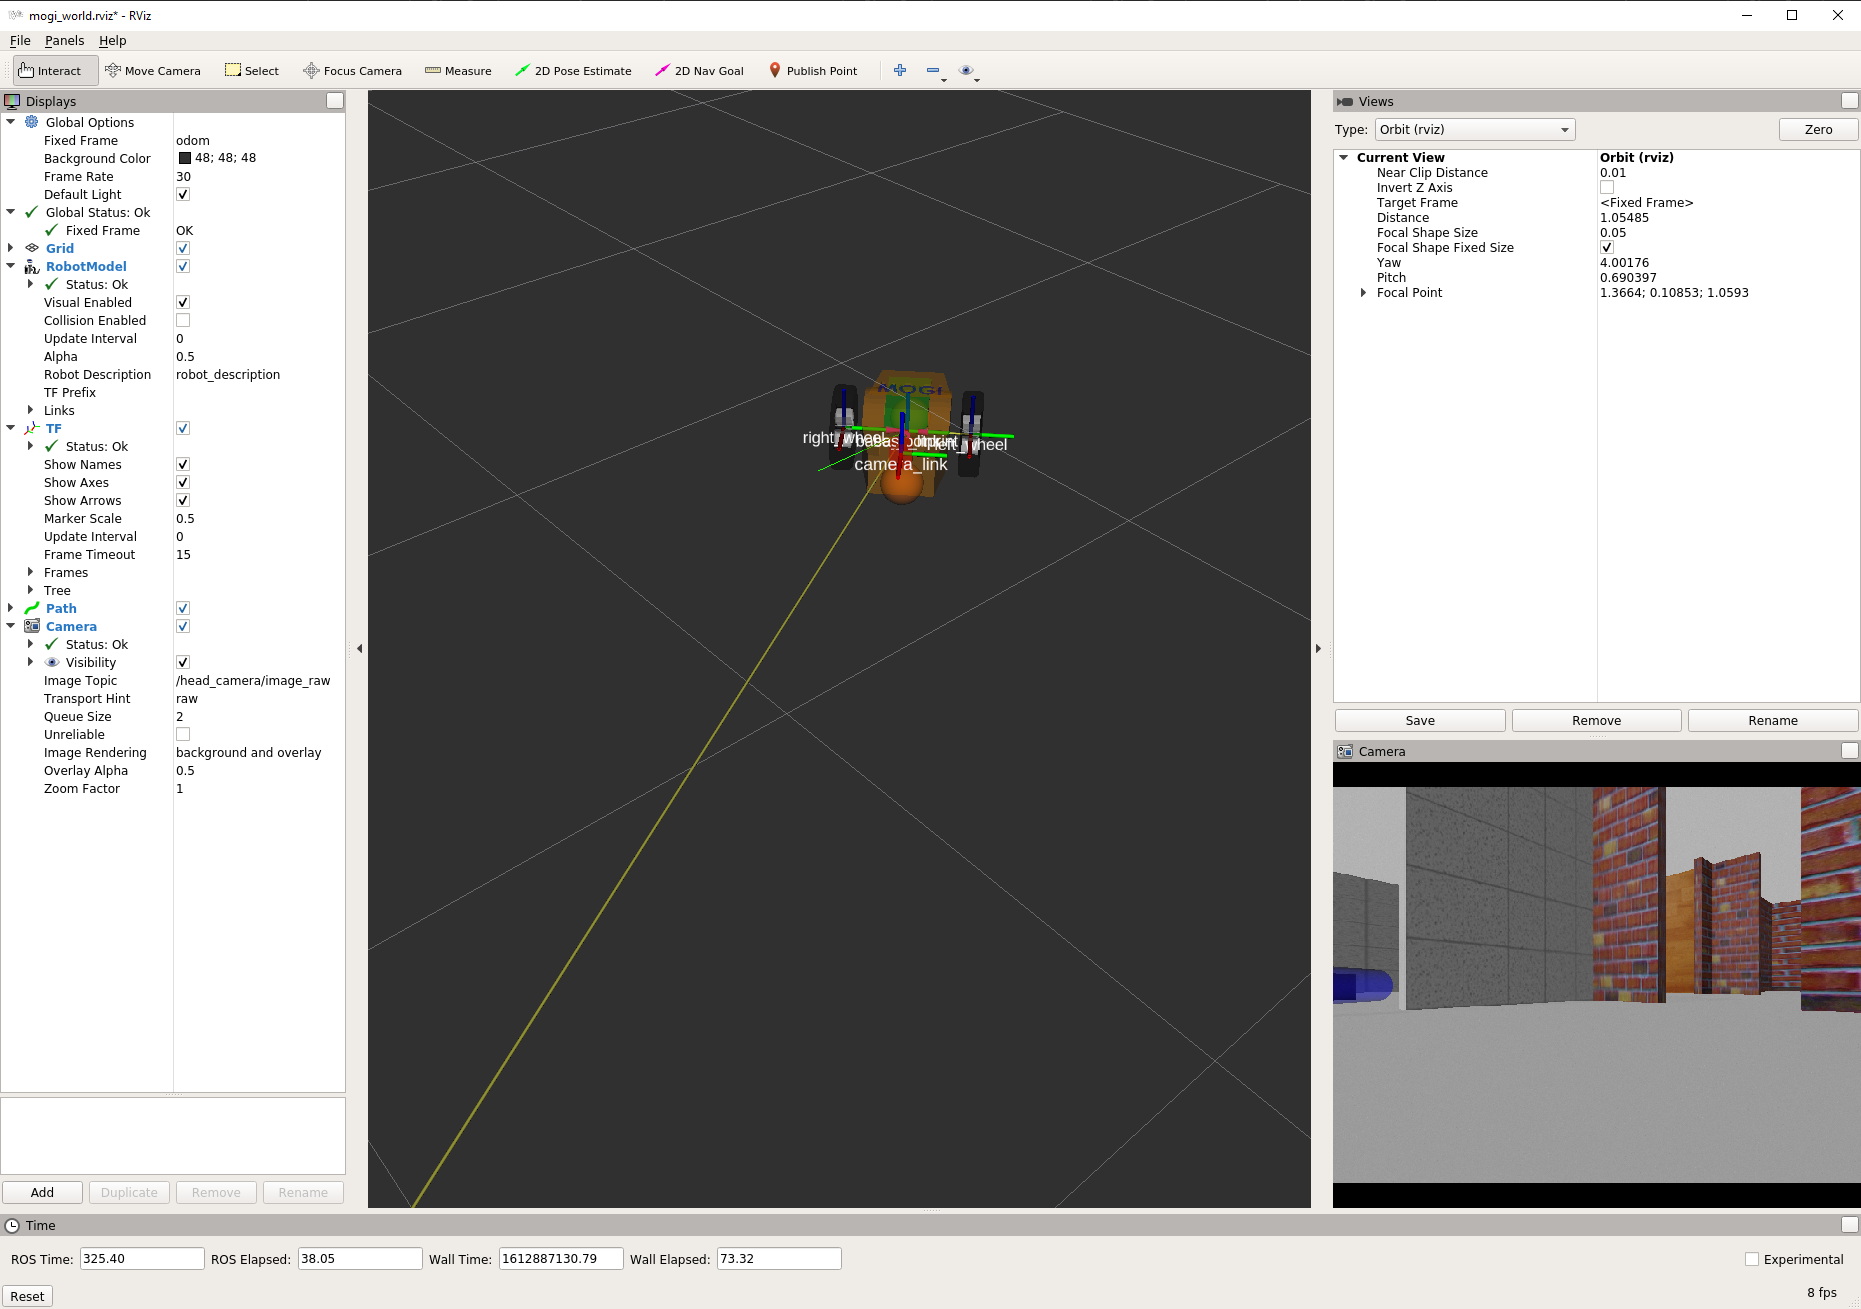 mogi_world.rviz* - RViz
File Panels Help
Interact Move Camera Select Focus Camera Measure 2D Pose Estimate 2D Nav Goal Publish Point
Displays
Global Options
Fixed Frame odom
Background Color 48; 48; 48
Frame Rate 30
Default Light
Global Status: Ok
Fixed Frame OK
Grid
RobotModel
Status: Ok
Visual Enabled
Collision Enabled
Update Interval 0
Alpha 0.5
Robot Description robot_description
TF Prefix
Links
TF
Status: Ok
Show Names
Show Axes
Show Arrows
Marker Scale 0.5
Update Interval 0
Frame Timeout 15
Frames
Tree
Path
Camera
Status: Ok
Visibility
Image Topic /head_camera/image_raw
Transport Hint raw
Queue Size 2
Unreliable
Image Rendering background and overlay
Overlay Alpha 0.5
Zoom Factor 1
Add Duplicate Remove Rename
MOGI
right_wheel left_wheel
camera_link
Views
Type: Orbit (rviz) Zero
Current View Orbit (rviz)
Near Clip Distance 0.01
Invert Z Axis
Target Frame <Fixed Frame>
Distance 1.05485
Focal Shape Size 0.05
Focal Shape Fixed Size
Yaw 4.00176
Pitch 0.690397
Focal Point 1.3664; 0.10853; 1.0593
Save Remove Rename
Camera
Time
ROS Time: 325.40 ROS Elapsed: 38.05 Wall Time: 1612887130.79 Wall Elapsed: 73.32 Experimental
Reset 8 fps